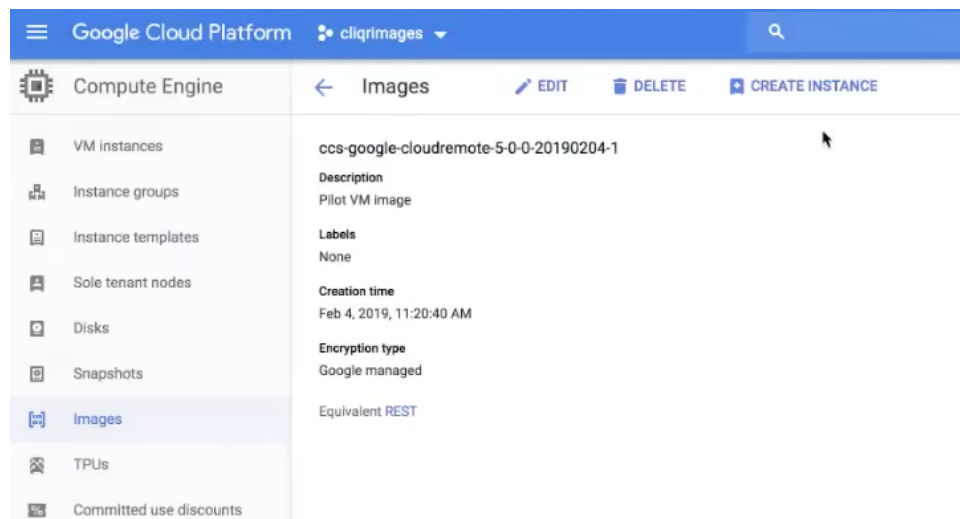 Google Cloud Platform cliqrimages
Compute Engine
Images EDIT DELETE CREATE INSTANCE
VM instances
Instance groups
Instance templates
Sole tenant nodes
Disks
Snapshots
Images
TPUs
Committed use discounts
ccs-google-cloudremote-5-0-0-20190204-1
Description
Pilot VM image
Labels
None
Creation time
Feb 4, 2019, 11:20:40 AM
Encryption type
Google managed
Equivalent REST